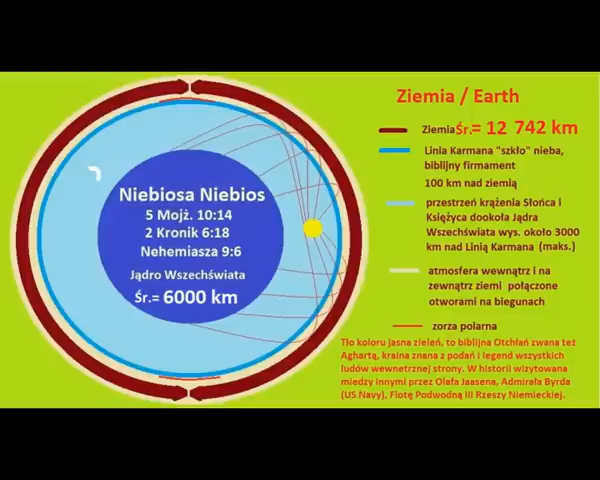 Niebiosa Niebios
5 Mojż. 10:14
2 Kronik 6:18
Nehemiasza 9:6
Jądro Wszechświata
Śr.= 6000 km
Ziemia / Earth
Ziemia Śr.= 12 742 km
Linia Karmana "szkło" nieba,
biblijny firmament
100 km nad ziemią
przestrzeń krążenia Słońca i
Księżyca dookoła Jądra
Wszechświata wys. około 3000
km nad Linią Karmana (maks.)
atmosfera wewnątrz i na
zewnątrz ziemi połączone
otworami na biegunach
zorza polarna
Tło koloru jasna zieleń, to biblijna Otchłań zwana też
Aghartą, kraina znana z podań i legend wszystkich
ludów wewnetrznej strony. W historii wizytowana
miedzy innymi przez Olafa Jaasena, Admirała Byrda
(US Navy), Flotę Podwodną III Rzeszy Niemieckiej.